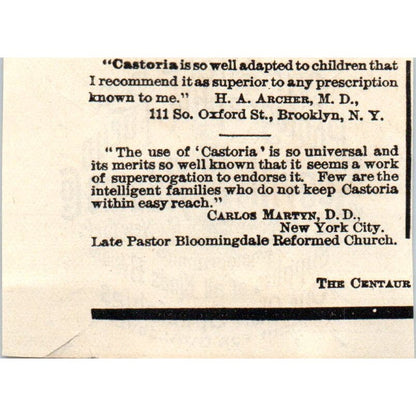 "Castoria is so well adapted to children that
I recommend it as superior to any prescription
known to me." H. A. Archer, M. D.,
111 So. Oxford St., Brooklyn, N. Y.
"The use of 'Castoria' is so universal and
its merits so well known that it seems a work
of supererogation to endorse it. Few are the
intelligent families who do not keep Castoria
within easy reach."
Carlos Martyn, D. D.,
New York City.
Late Pastor Bloomingdale Reformed Church.
The Centaur